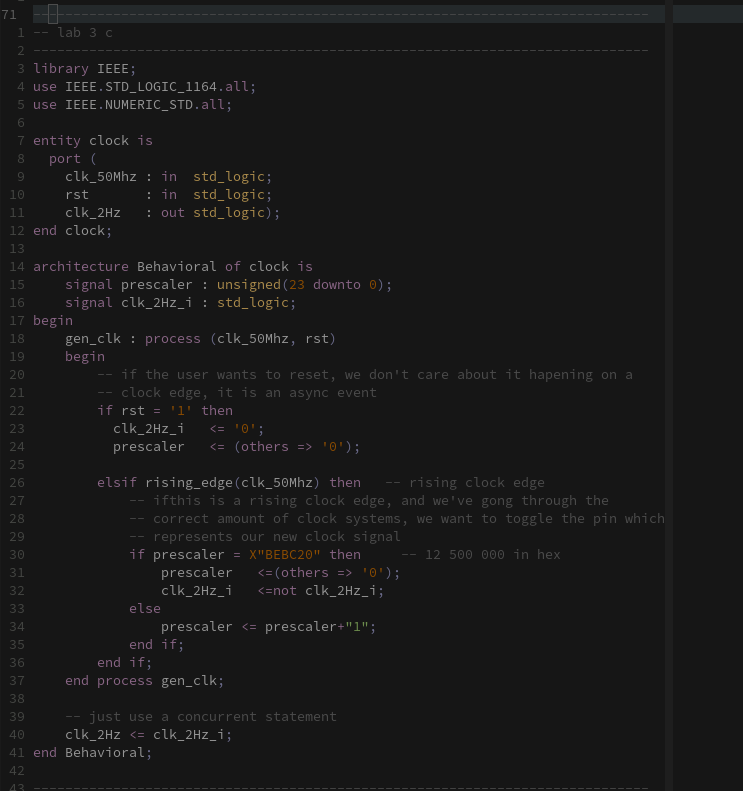 71 -----------------------------------------------------------------------------
1 -- lab 3 c
2 -----------------------------------------------------------------------------
3 library IEEE;
4 use IEEE.STD_LOGIC_1164.all;
5 use IEEE.NUMERIC_STD.all;
6
7 entity clock is
8   port (
9     clk_50Mhz : in  std_logic;
10     rst       : in  std_logic;
11     clk_2Hz   : out std_logic);
12 end clock;
13
14 architecture Behavioral of clock is
15     signal prescaler : unsigned(23 downto 0);
16     signal clk_2Hz_i : std_logic;
17 begin
18     gen_clk : process (clk_50Mhz, rst)
19     begin
20         -- if the user wants to reset, we don't care about it hapening on a
21         -- clock edge, it is an async event
22         if rst = '1' then
23           clk_2Hz_i   <= '0';
24           prescaler   <= (others => '0');
25
26         elsif rising_edge(clk_50Mhz) then   -- rising clock edge
27             -- ifthis is a rising clock edge, and we've gong through the
28             -- correct amount of clock systems, we want to toggle the pin which
29             -- represents our new clock signal
30             if prescaler = X"BEBC20" then     -- 12 500 000 in hex
31                 prescaler   <=(others => '0');
32                 clk_2Hz_i   <=not clk_2Hz_i;
33             else
34                 prescaler <= prescaler+"1";
35             end if;
36         end if;
37     end process gen_clk;
38
39     -- just use a concurrent statement
40     clk_2Hz <= clk_2Hz_i;
41 end Behavioral;
42
43 -----------------------------------------------------------------------------